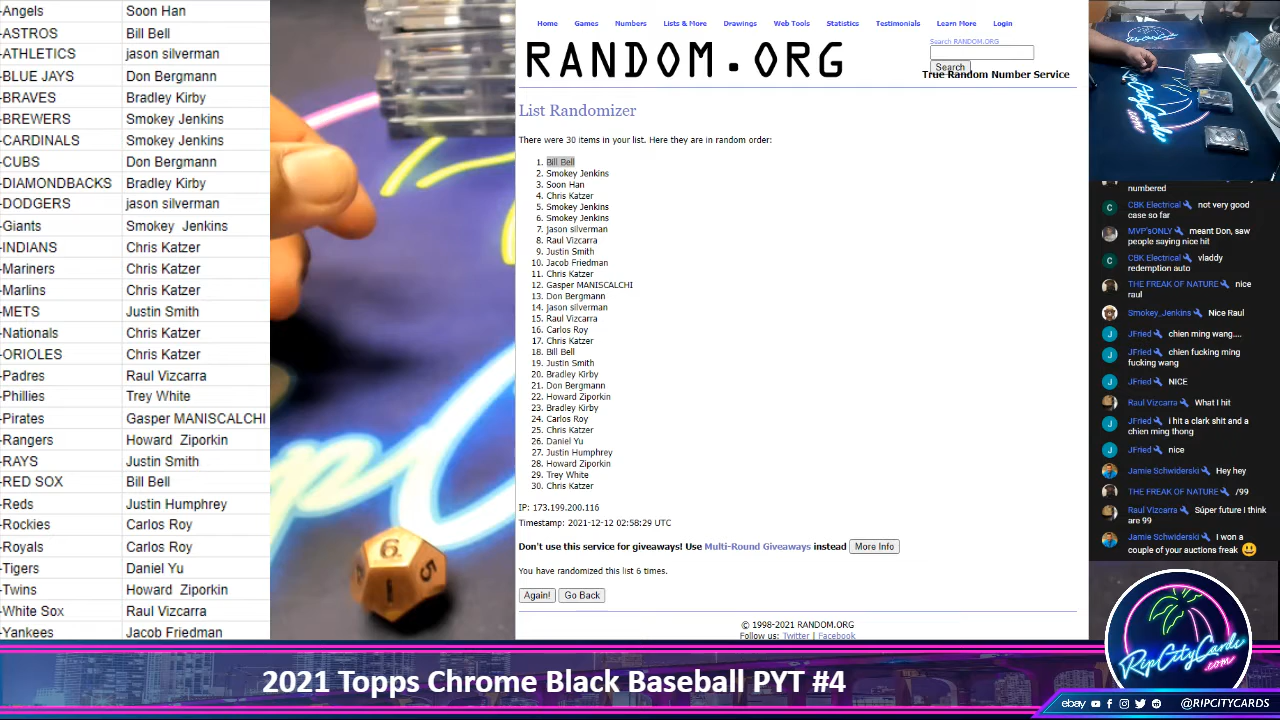 -Angels Soon Han
-ASTROS Bill Bell
-ATHLETICS jason silverman
-BLUE JAYS Don Bergmann
-BRAVES Bradley Kirby
-BREWERS Smokey Jenkins
-CARDINALS Smokey Jenkins
-CUBS Don Bergmann
-DIAMONDBACKS Bradley Kirby
-DODGERS jason silverman
-Giants Smokey Jenkins
-INDIANS Chris Katzer
-Mariners Chris Katzer
-Marlins Chris Katzer
-METS Justin Smith
-Nationals Chris Katzer
-ORIOLES Chris Katzer
-Padres Raul Vizcarra
-Phillies Trey White
-Pirates Gasper MANISCALCHI
-Rangers Howard Ziporkin
-RAYS Justin Smith
-RED SOX Bill Bell
-Reds Justin Humphrey
-Rockies Carlos Roy
-Royals Carlos Roy
-Tigers Daniel Yu
-Twins Howard Ziporkin
-White Sox Raul Vizcarra
-Yankees Jacob Friedman
6
5
1
Home Games Numbers Lists & More Drawings Web Tools Statistics Testimonials Learn More Login
RANDOM.ORG
Search RANDOM.ORG
Search
True Random Number Service
List Randomizer
There were 30 items in your list. Here they are in random order:
1. Bill Bell
2. Smokey Jenkins
3. Soon Han
4. Chris Katzer
5. Smokey Jenkins
6. Smokey Jenkins
7. jason silverman
8. Raul Vizcarra
9. Justin Smith
10. Jacob Friedman
11. Chris Katzer
12. Gasper MANISCALCHI
13. Don Bergmann
14. jason silverman
15. Raul Vizcarra
16. Carlos Roy
17. Chris Katzer
18. Bill Bell
19. Justin Smith
20. Bradley Kirby
21. Don Bergmann
22. Howard Ziporkin
23. Bradley Kirby
24. Carlos Roy
25. Chris Katzer
26. Daniel Yu
27. Justin Humphrey
28. Howard Ziporkin
29. Trey White
30. Chris Katzer
IP: 173.199.200.116
Timestamp: 2021-12-12 02:58:29 UTC
Don't use this service for giveaways! Use Multi-Round Giveaways instead More Info
You have randomized this list 6 times.
Again! Go Back
© 1998-2021 RANDOM.ORG
Follow us: Twitter | Facebook
numbered
C CBK Electrical not very good
case so far
MVP'sONLY meant Don, saw
people saying nice hit
C CBK Electrical vladdy
redemption auto
THE FREAK OF NATURE nice
raul
Smokey_Jenkins Nice Raul
J JFried chien ming wang....
J JFried chien fucking ming
fucking wang
J JFried NICE
Raul Vizcarra What I hit
J JFried i hit a clark shit and a
chien ming thong
J JFried nice
Jamie Schwiderski Hey hey
THE FREAK OF NATURE /99
Raul Vizcarra Súper future I think
are 99
Jamie Schwiderski I won a
couple of your auctions freak
RipCityCards
.com
2021 Topps Chrome Black Baseball PYT #4
ebay @RIPCITYCARDS